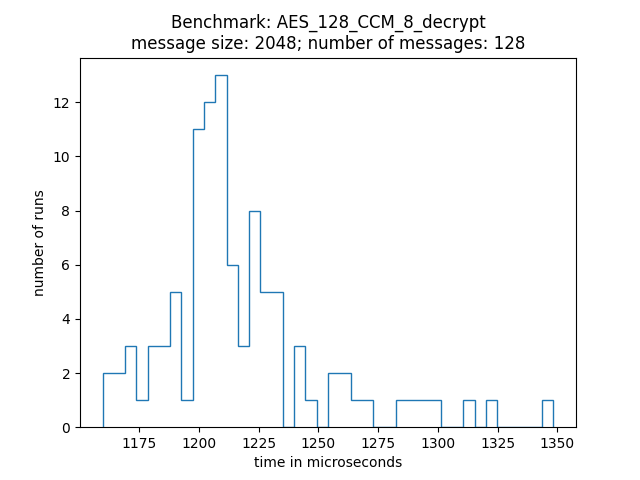 Benchmark: AES_128_CCM_8_decrypt
message size: 2048; number of messages: 128
number of runs
12
10
8
6
4
2
0
1175 1200 1225 1250 1275 1300 1325 1350
time in microseconds